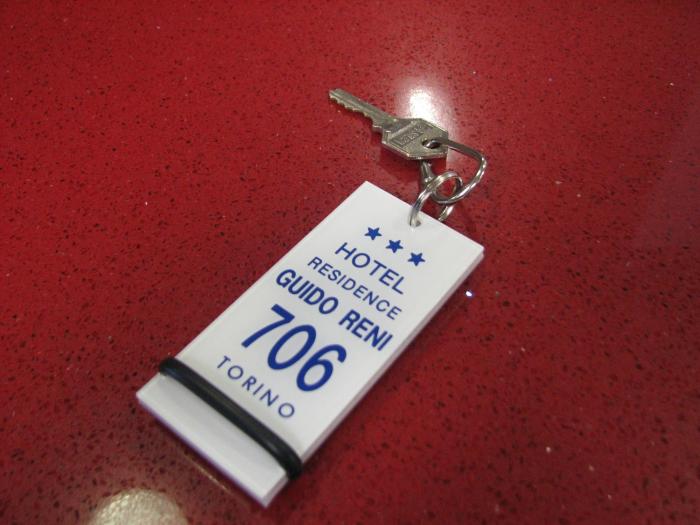 HOTEL
RESIDENCE
GUIDO RENI
706
TORINO